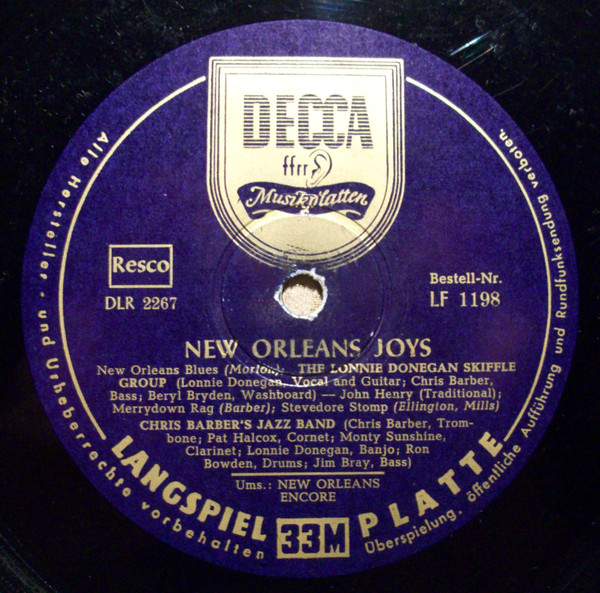 DECCA
ffrr
Musikplatten
Resco
DLR 2267
Bestell-Nr.
LF 1198
NEW ORLEANS JOYS
New Orleans Blues (Morton); THE LONNIE DONEGAN SKIFFLE
GROUP (Lonnie Donegan, Vocal and Guitar; Chris Barber,
Bass; Beryl Bryden, Washboard) — John Henry (Traditional);
Merrydown Rag (Barber); Stevedore Stomp (Ellington, Mills)
CHRIS BARBER'S JAZZ BAND (Chris Barber, Trom-
bone; Pat Halcox, Cornet; Monty Sunshine,
Clarinet; Lonnie Donegan, Banjo; Ron
Bowden, Drums; Jim Bray, Bass)
Ums.: NEW ORLEANS
ENCORE
LANGSPIEL 33M PLATTE
Alle Hersteller- und Urheberrechte vorbehalten
Überspielung, öffentliche Aufführung und Rundfunksendung verboten.